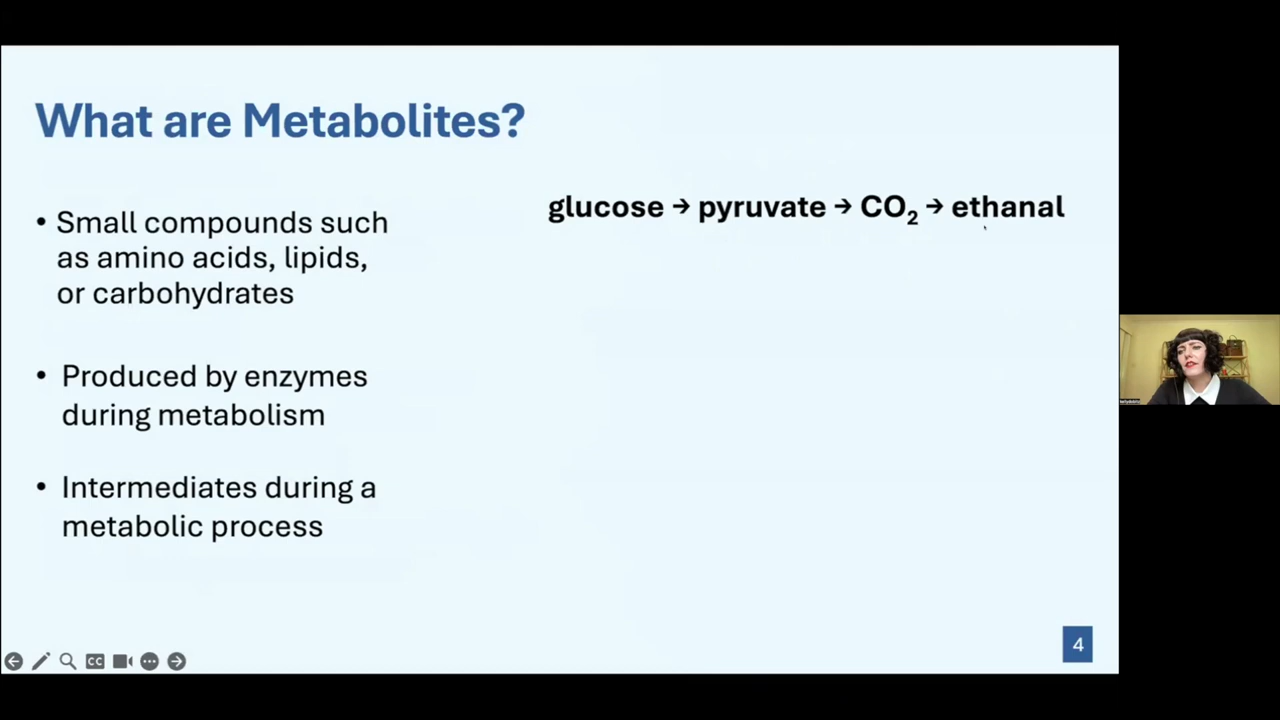 What are Metabolites?
• Small compounds such
as amino acids, lipids,
or carbohydrates
• Produced by enzymes
during metabolism
• Intermediates during a
metabolic process
glucose → pyruvate → CO₂ → ethanal
CC
4